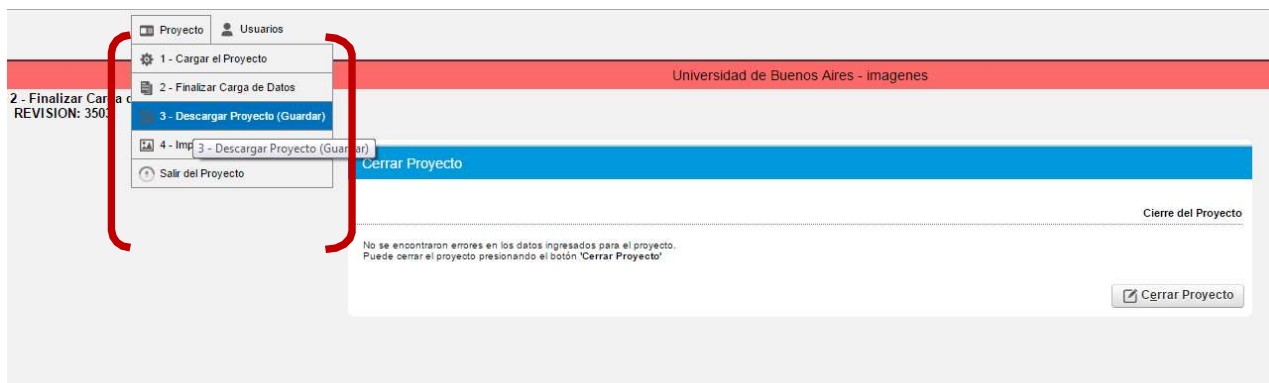 Proyecto Usuarios
1 - Cargar el Proyecto
2 - Finalizar Carga de Datos
3 - Descargar Proyecto (Guardar)
4 - Imp
3 - Descargar Proyecto (Guardar)
Salir del Proyecto
Universidad de Buenos Aires - imagenes
2 - Finalizar Carga d
REVISION: 3503
Cerrar Proyecto
Cierre del Proyecto
No se encontraron errores en los datos ingresados para el proyecto.
Puede cerrar el proyecto presionando el botón 'Cerrar Proyecto'
Cerrar Proyecto